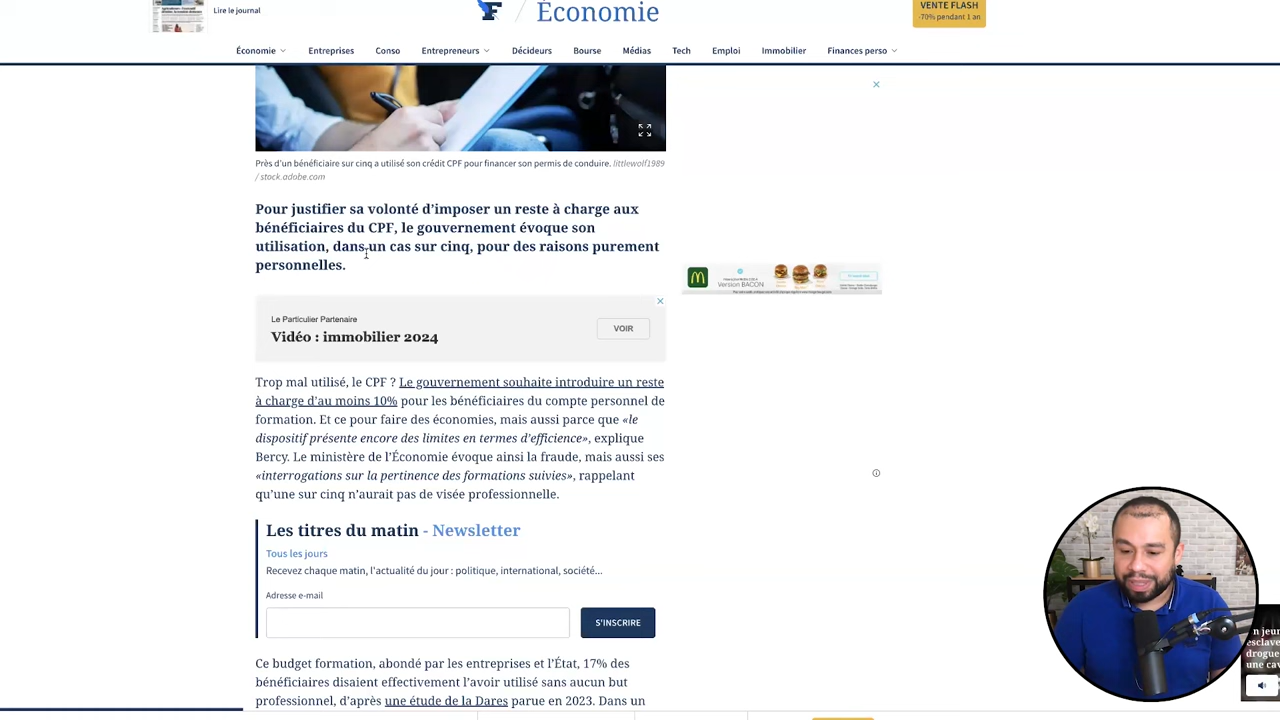 Lire le journal
F
Économie
VENTE FLASH
-70% pendant 1 an
Économie
Entreprises
Conso
Entrepreneurs
Décideurs
Bourse
Médias
Tech
Emploi
Immobilier
Finances perso
Près d'un bénéficiaire sur cinq a utilisé son crédit CPF pour financer son permis de conduire. littlewolf1989
/ stock.adobe.com
Pour justifier sa volonté d'imposer un reste à charge aux
bénéficiaires du CPF, le gouvernement évoque son
utilisation, dans un cas sur cinq, pour des raisons purement
personnelles.
Le Particulier Partenaire
Vidéo : immobilier 2024
VOIR
Version BACON
Trop mal utilisé, le CPF ? Le gouvernement souhaite introduire un reste
à charge d'au moins 10% pour les bénéficiaires du compte personnel de
formation. Et ce pour faire des économies, mais aussi parce que «le
dispositif présente encore des limites en termes d'efficience», explique
Bercy. Le ministère de l'Économie évoque ainsi la fraude, mais aussi ses
«interrogations sur la pertinence des formations suivies», rappelant
qu'une sur cinq n'aurait pas de visée professionnelle.
Les titres du matin - Newsletter
Tous les jours
Recevez chaque matin, l'actualité du jour : politique, international, société...
Adresse e-mail
S'INSCRIRE
Ce budget formation, abondé par les entreprises et l'État, 17% des
bénéficiaires disaient effectivement l'avoir utilisé sans aucun but
professionnel, d'après une étude de la Dares parue en 2023. Dans un
n jeun
esclave
drogue
une cav